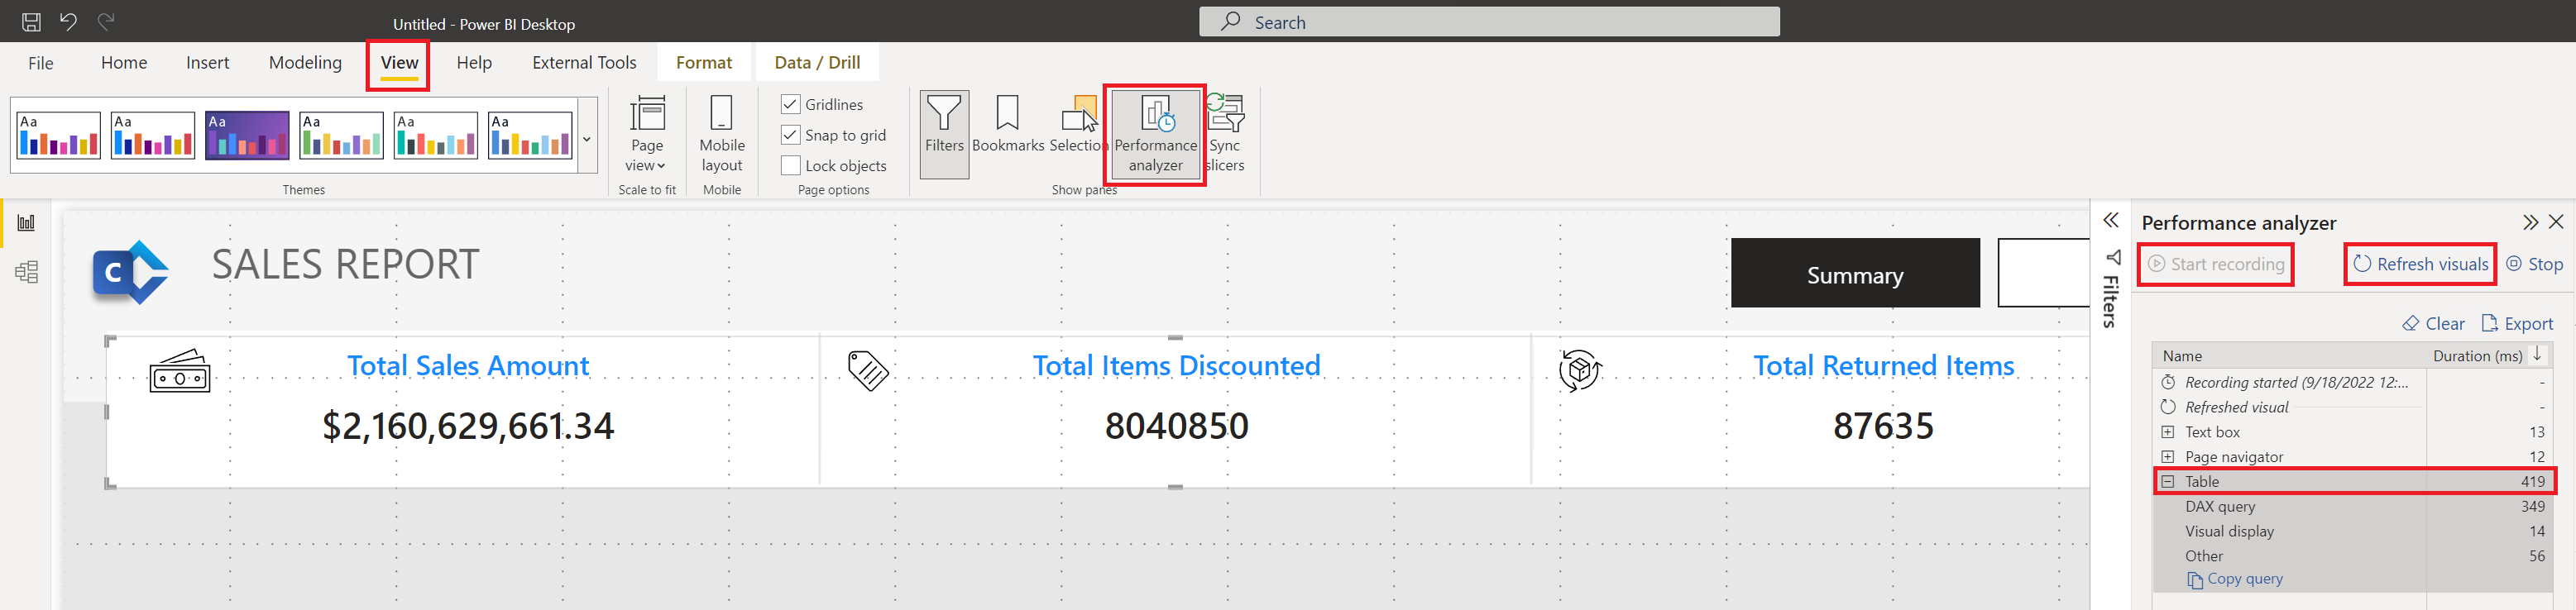 Untitled - Power BI Desktop
Search
File Home Insert Modeling View Help External Tools Format Data / Drill
Aa Aa Aa Aa Aa Aa
Page view
Mobile layout
Gridlines
Snap to grid
Lock objects
Filters
Bookmarks
Selection
Performance analyzer
Sync slicers
Themes
Scale to fit
Mobile
Page options
Show panes
C
SALES REPORT
Summary
Total Sales Amount
$2,160,629,661.34
Total Items Discounted
8040850
Total Returned Items
87635
Filters
Performance analyzer
Start recording Refresh visuals Stop
Clear Export
Name Duration (ms)
Recording started (9/18/2022 12:... -
Refreshed visual -
Text box 13
Page navigator 12
Table 419
DAX query 349
Visual display 14
Other 56
Copy query